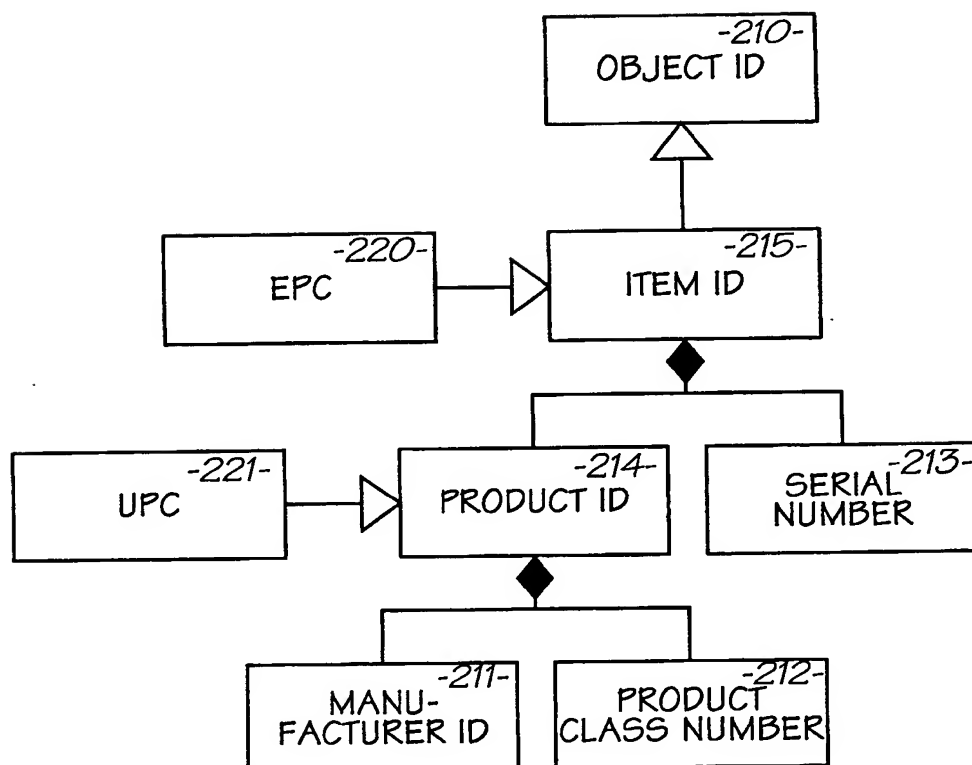 -210-
OBJECT ID
-220-
EPC
-215-
ITEM ID
-221-
UPC
-214-
PRODUCT ID
-213-
SERIAL
NUMBER
-211-
MANU-
FACTURER ID
-212-
PRODUCT
CLASS NUMBER